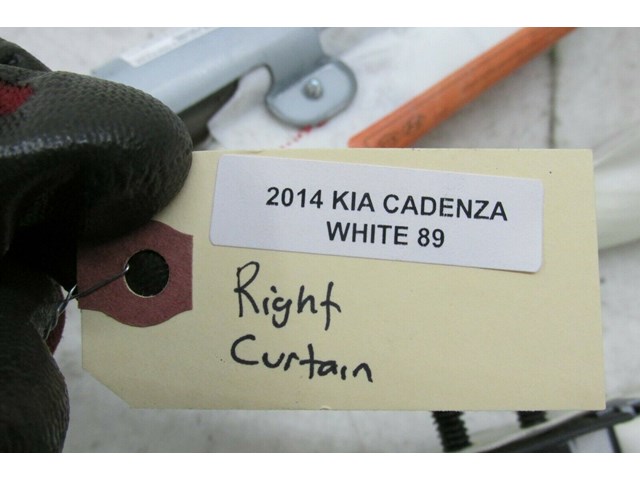 2014 KIA CADENZA
WHITE 89
Right
Curtain